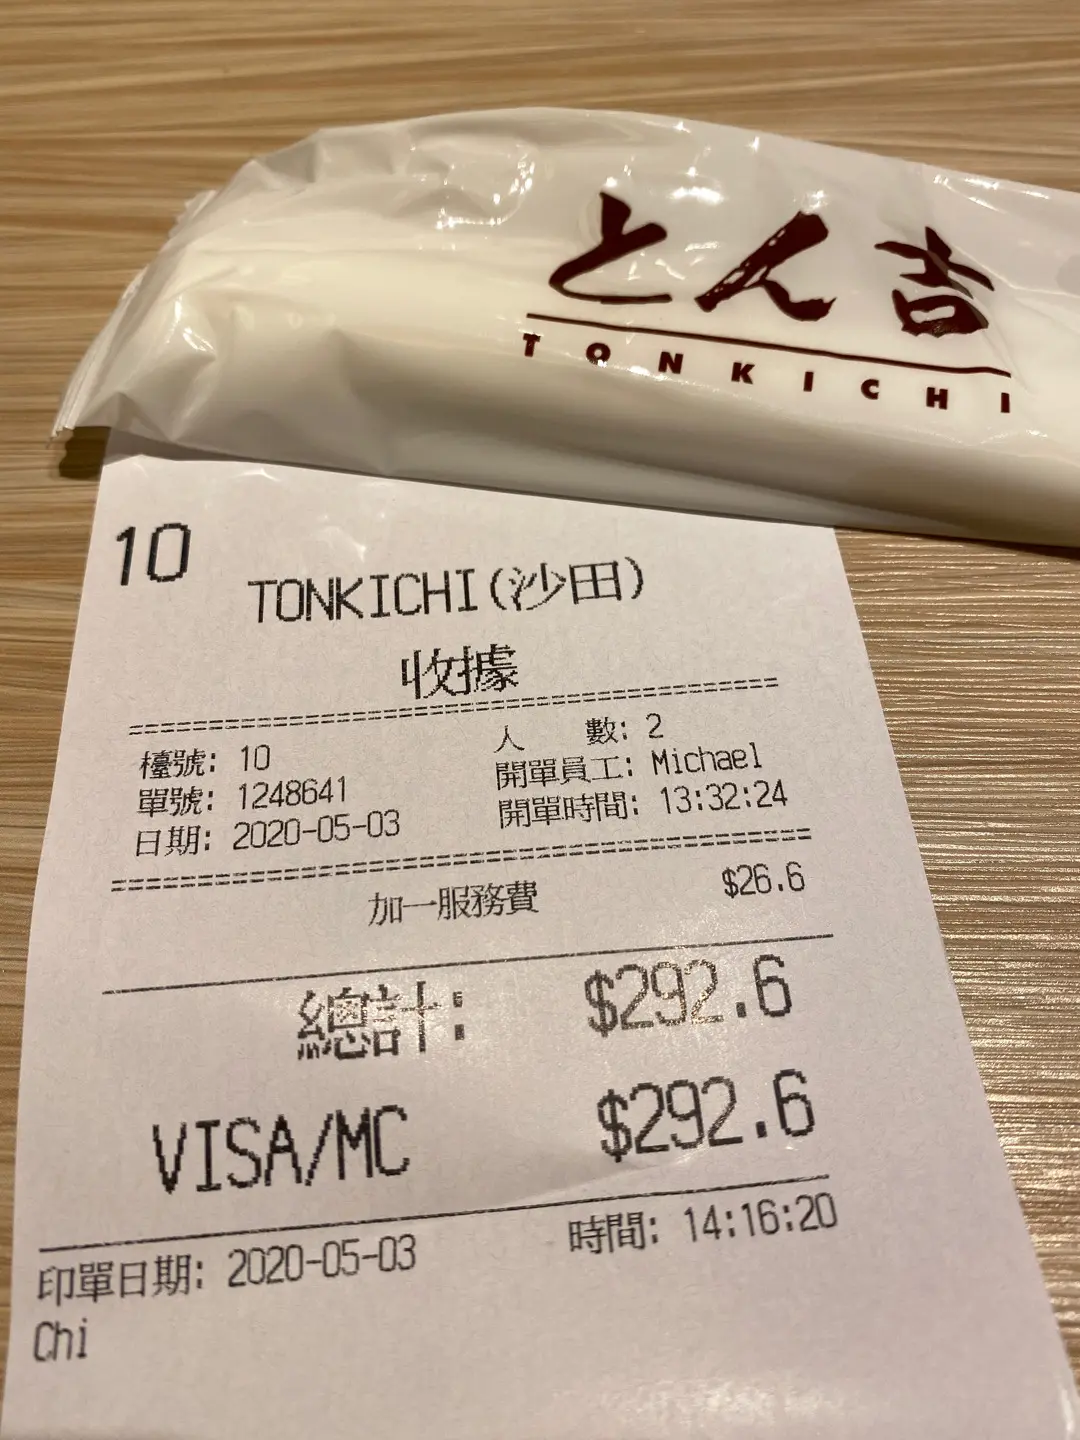 とん吉
TONKICHI
10
TONKICHI(沙田)
收據
檯號: 10 人 數: 2
單號: 1248641 開單員工: Michael
日期: 2020-05-03 開單時間: 13:32:24
加一服務費 $26.6
總計: $292.6
VISA/MC $292.6
印單日期: 2020-05-03 時間: 14:16:20
Chi